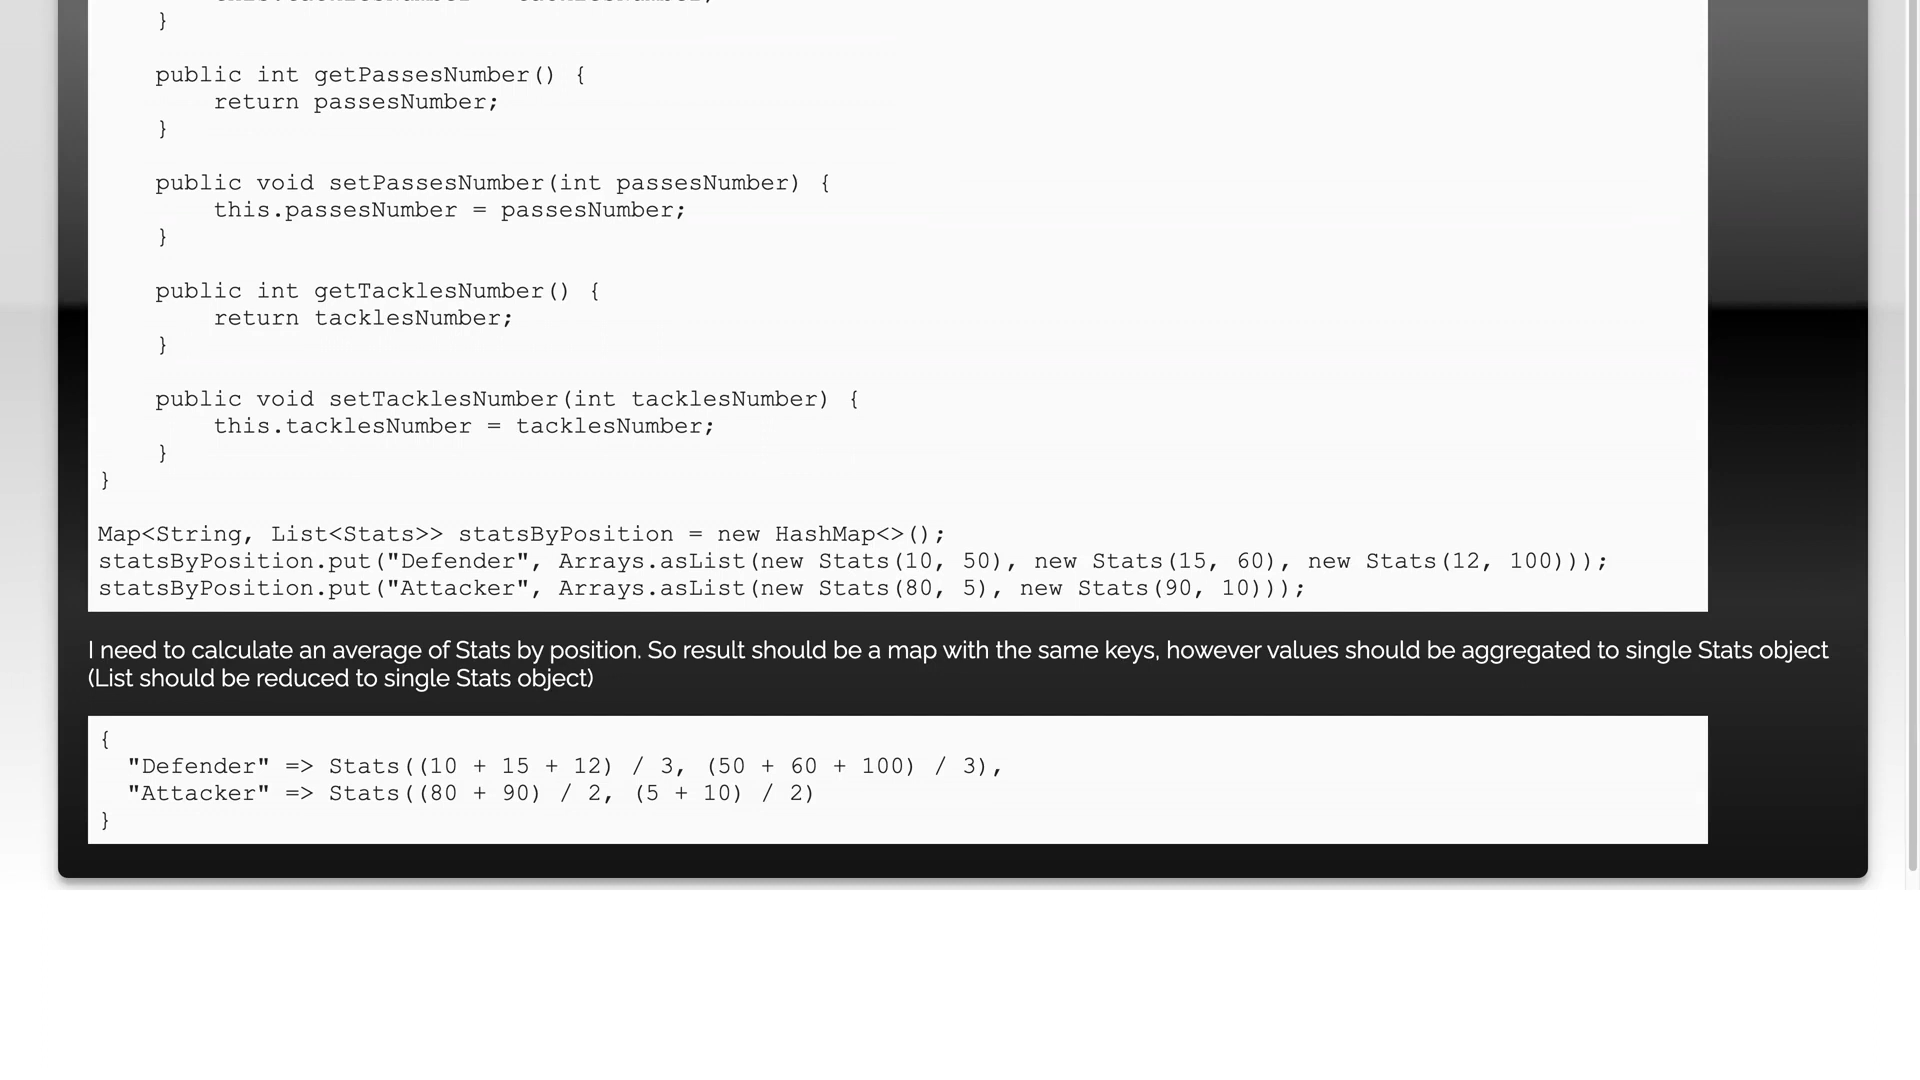 }
public int getPassesNumber() {
return passesNumber;
}
public void setPassesNumber(int passesNumber) {
this.passesNumber = passesNumber;
}
public int getTacklesNumber() {
return tacklesNumber;
}
public void setTacklesNumber(int tacklesNumber) {
this.tacklesNumber = tacklesNumber;
}
}
Map<String, List<Stats>> statsByPosition = new HashMap<>();
statsByPosition.put("Defender", Arrays.asList(new Stats(10, 50), new Stats(15, 60), new Stats(12, 100)));
statsByPosition.put("Attacker", Arrays.asList(new Stats(80, 5), new Stats(90, 10)));
I need to calculate an average of Stats by position. So result should be a map with the same keys, however values should be aggregated to single Stats object
(List should be reduced to single Stats object)
{
"Defender" => Stats((10 + 15 + 12) / 3, (50 + 60 + 100) / 3),
"Attacker" => Stats((80 + 90) / 2, (5 + 10) / 2)
}